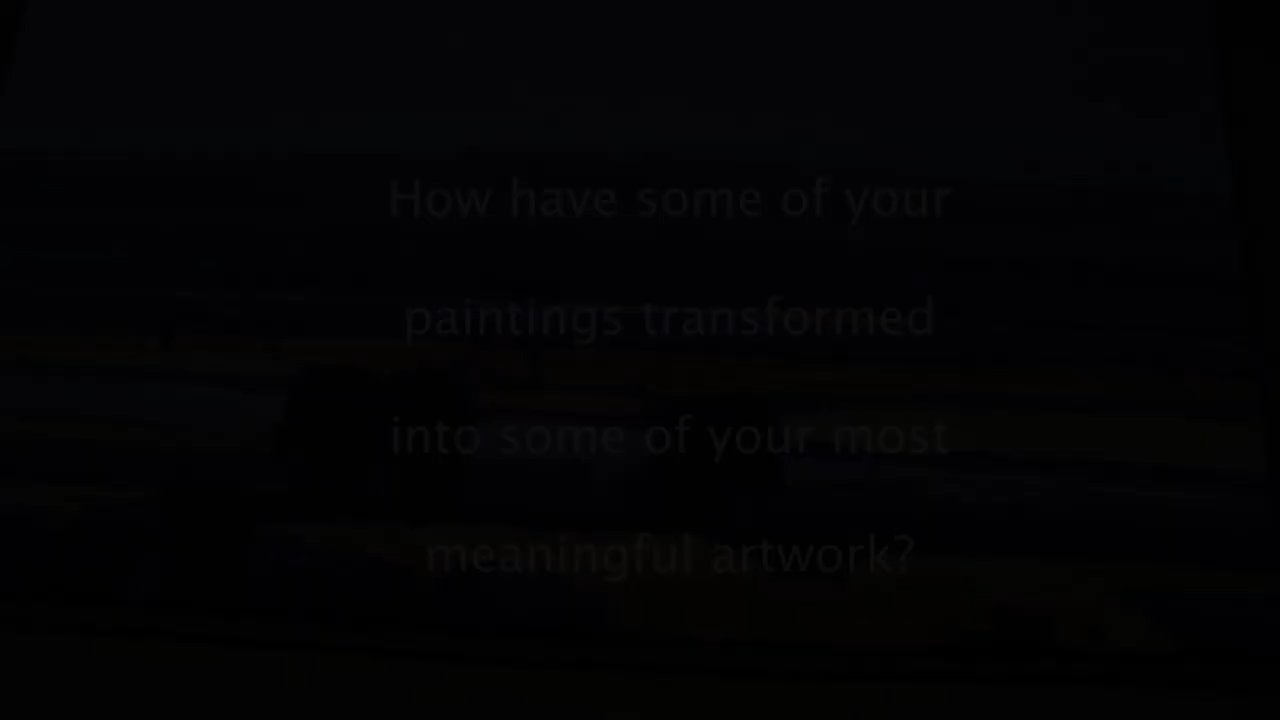 How have some of your
paintings transformed
into some of your most
meaningful artwork?